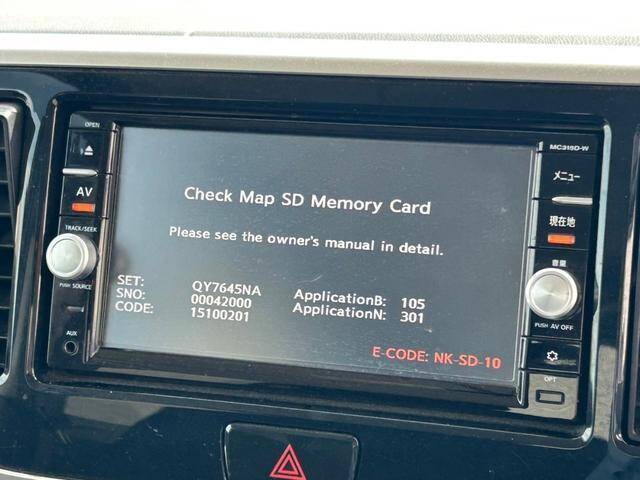 OPEN
MC315D-W
AV
TRACK/SEEK
PUSH SOURCE
AUX
Check Map SD Memory Card
Please see the owner's manual in detail.
SET: QY7645NA ApplicationB: 105
SNO: 00042000 ApplicationN: 301
CODE: 15100201
E-CODE: NK-SD-10
メニュー
現在地
音量
PUSH AV OFF
OPT